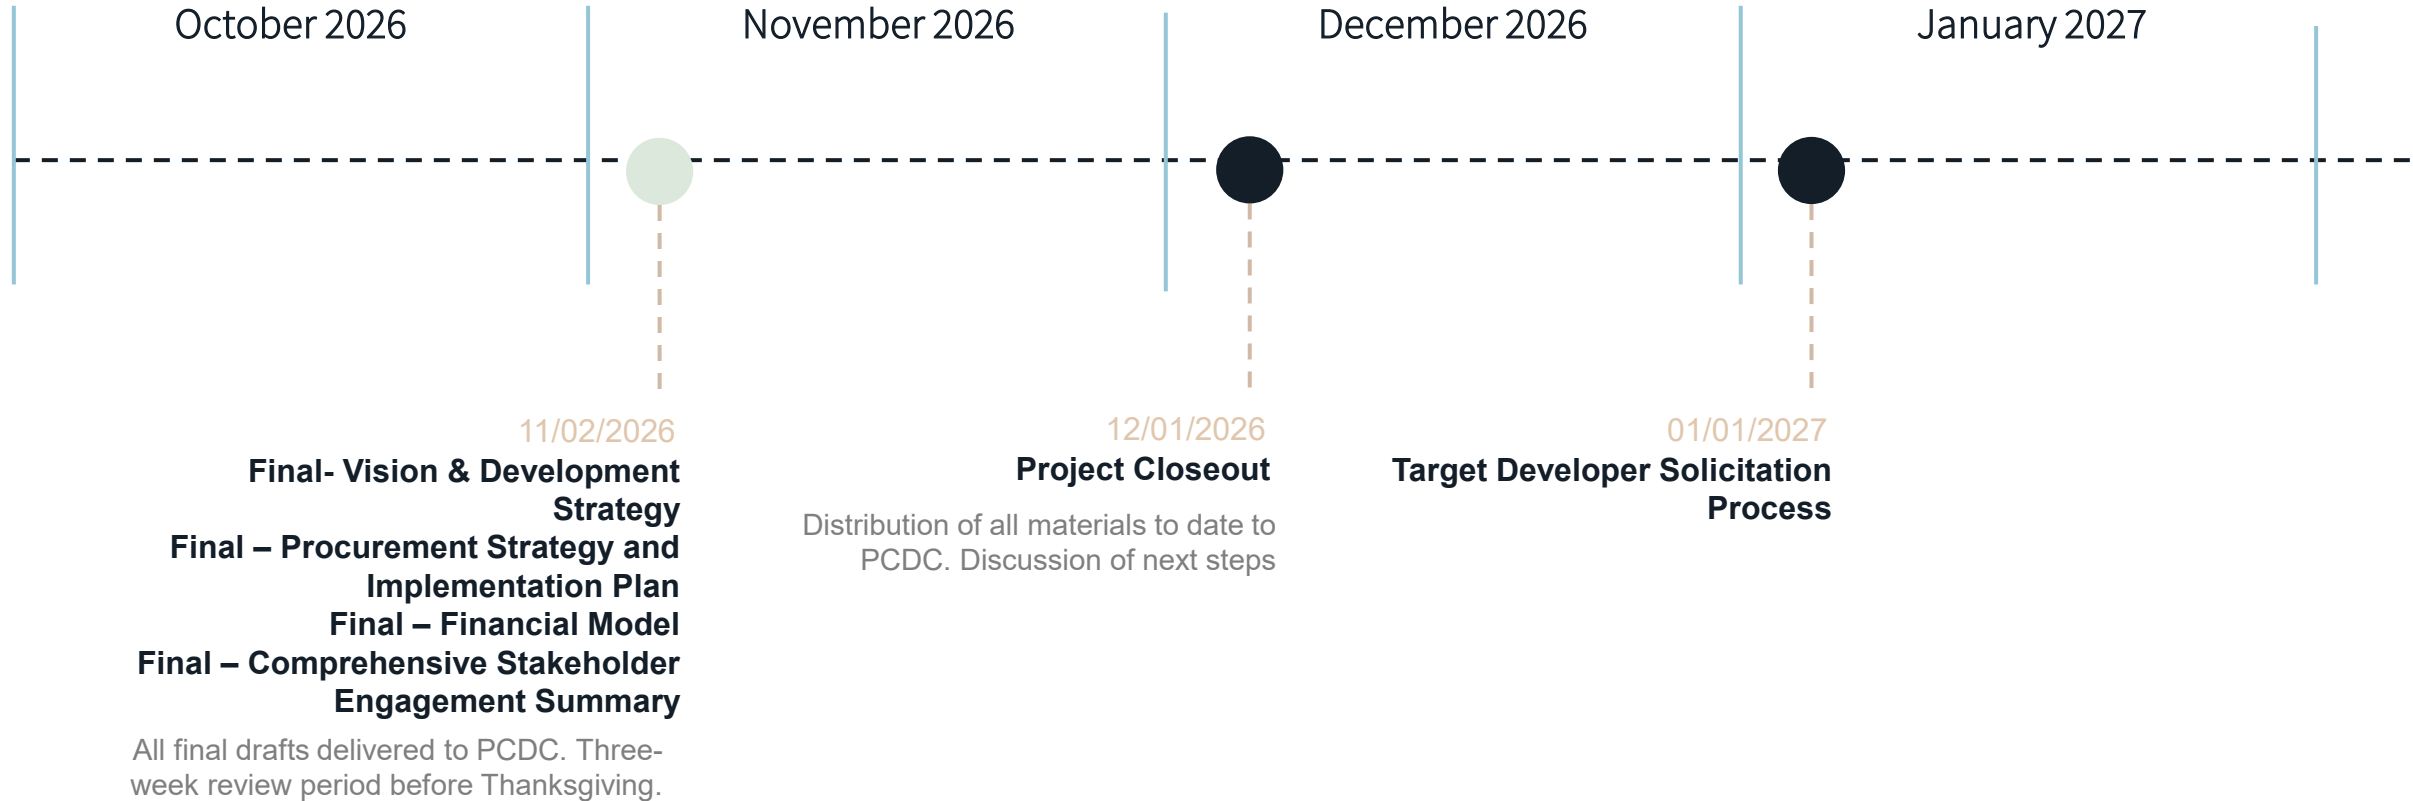 October 2026
November 2026
December 2026
January 2027
11/02/2026
Final- Vision & Development
Strategy
Final – Procurement Strategy and
Implementation Plan
Final – Financial Model
Final – Comprehensive Stakeholder
Engagement Summary
All final drafts delivered to PCDC. Three-
week review period before Thanksgiving.
12/01/2026
Project Closeout
Distribution of all materials to date to
PCDC. Discussion of next steps
01/01/2027
Target Developer Solicitation
Process